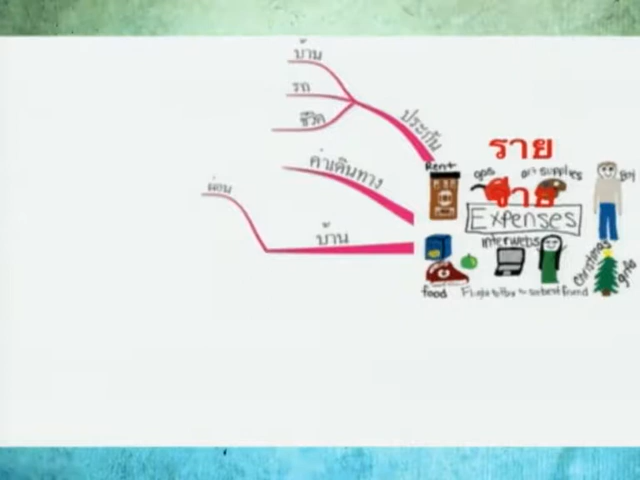 บ้าน
รถ
ชีวิต
ประกัน
ค่าเดินทาง
ผ่อน
บ้าน
ราย
จ่าย
Rent
gas
art supplies
Expenses
interwebs
Christmas
gifts
food